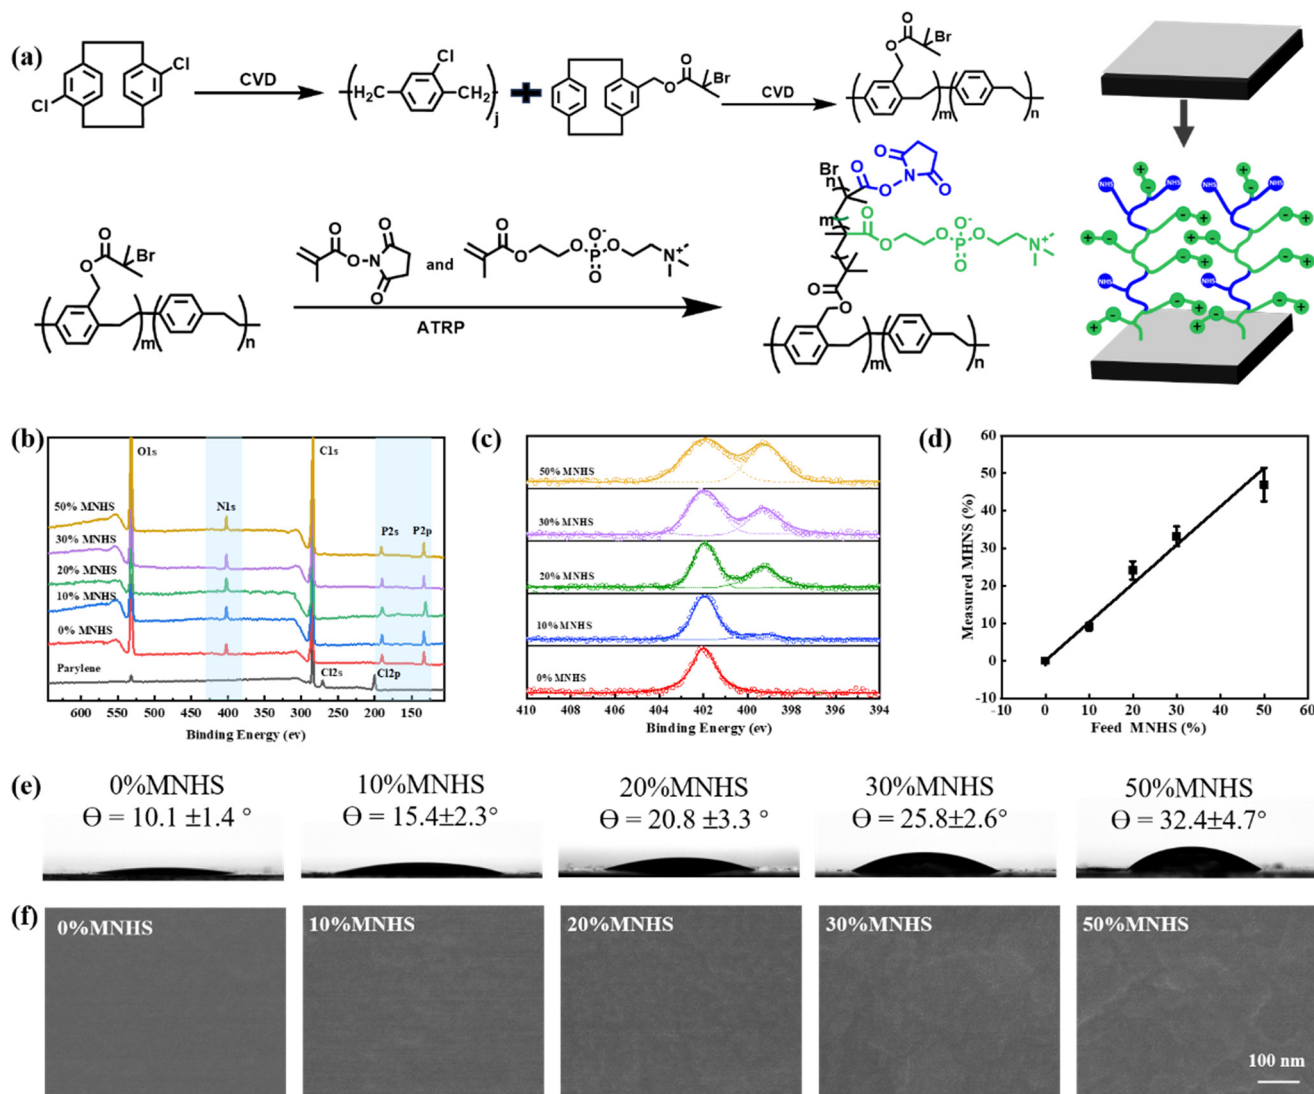 (a)
Cl
Cl
CVD
H₂C
Cl
CH₂
j
+
O
O
Br
CVD
O
O
Br
m
n
O
O
Br
m
n
O
O
N
O
O
and
O
O
O
O⁻
P
O
O
N⁺
ATRP
Br
n
O
O
N
O
O
m
O
O
O
O⁻
P
O
O
N⁺
O
O
m
n
NHS
NHS
NHS
NHS
NHS
NHS
(b)
O1s
C1s
50% MNHS
N1s
P2s
P2p
30% MNHS
20% MNHS
10% MNHS
0% MNHS
Parylene
Cl2s
Cl2p
600 550 500 450 400 350 300 250 200 150
Binding Energy (ev)
(c)
50% MNHS
30% MNHS
20% MNHS
10% MNHS
0% MNHS
410 408 406 404 402 400 398 396 394
Binding Energy (ev)
(d)
Measured MHNS (%)
60
50
40
30
20
10
0
-10
-10 0 10 20 30 40 50 60
Feed MNHS (%)
(e)
0%MNHS
ϴ = 10.1 ±1.4 °
10%MNHS
ϴ = 15.4±2.3°
20%MNHS
ϴ = 20.8 ±3.3 °
30%MNHS
ϴ = 25.8±2.6°
50%MNHS
ϴ = 32.4±4.7°
(f)
0%MNHS
10%MNHS
20%MNHS
30%MNHS
50%MNHS
100 nm